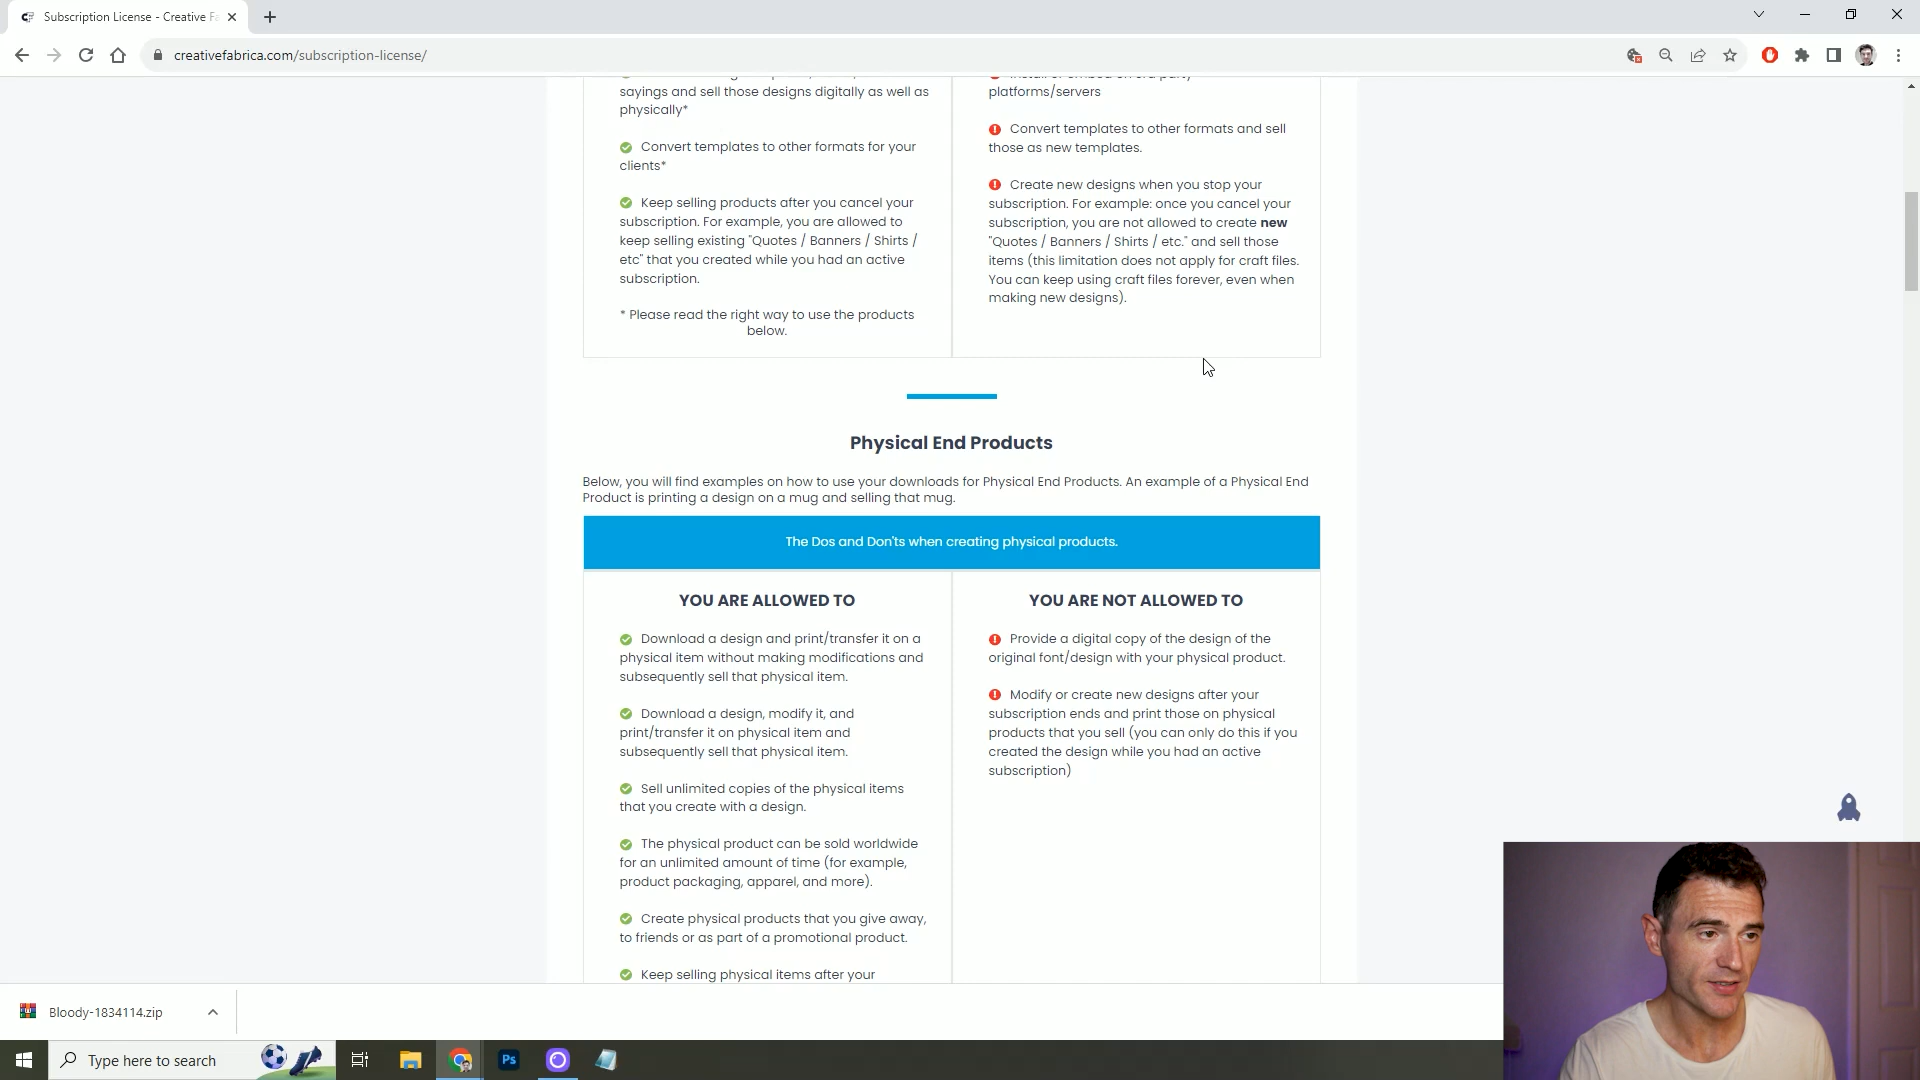 Subscription License - Creative Fa
creativefabrica.com/subscription-license/
sayings and sell those designs digitally as well as
physically*
Convert templates to other formats for your
clients*
Keep selling products after you cancel your
subscription. For example, you are allowed to
keep selling existing "Quotes / Banners / Shirts /
etc" that you created while you had an active
subscription.
* Please read the right way to use the products
below.
platforms/servers
Convert templates to other formats and sell
those as new templates.
Create new designs when you stop your
subscription. For example: once you cancel your
subscription, you are not allowed to create new
"Quotes / Banners / Shirts / etc." and sell those
items (this limitation does not apply for craft files.
You can keep using craft files forever, even when
making new designs).
Physical End Products
Below, you will find examples on how to use your downloads for Physical End Products. An example of a Physical End
Product is printing a design on a mug and selling that mug.
The Dos and Don'ts when creating physical products.
YOU ARE ALLOWED TO
Download a design and print/transfer it on a
physical item without making modifications and
subsequently sell that physical item.
Download a design, modify it, and
print/transfer it on physical item and
subsequently sell that physical item.
Sell unlimited copies of the physical items
that you create with a design.
The physical product can be sold worldwide
for an unlimited amount of time (for example,
product packaging, apparel, and more).
Create physical products that you give away,
to friends or as part of a promotional product.
Keep selling physical items after your
YOU ARE NOT ALLOWED TO
Provide a digital copy of the design of the
original font/design with your physical product.
Modify or create new designs after your
subscription ends and print those on physical
products that you sell (you can only do this if you
created the design while you had an active
subscription)
Bloody-1834114.zip
Type here to search
Ps